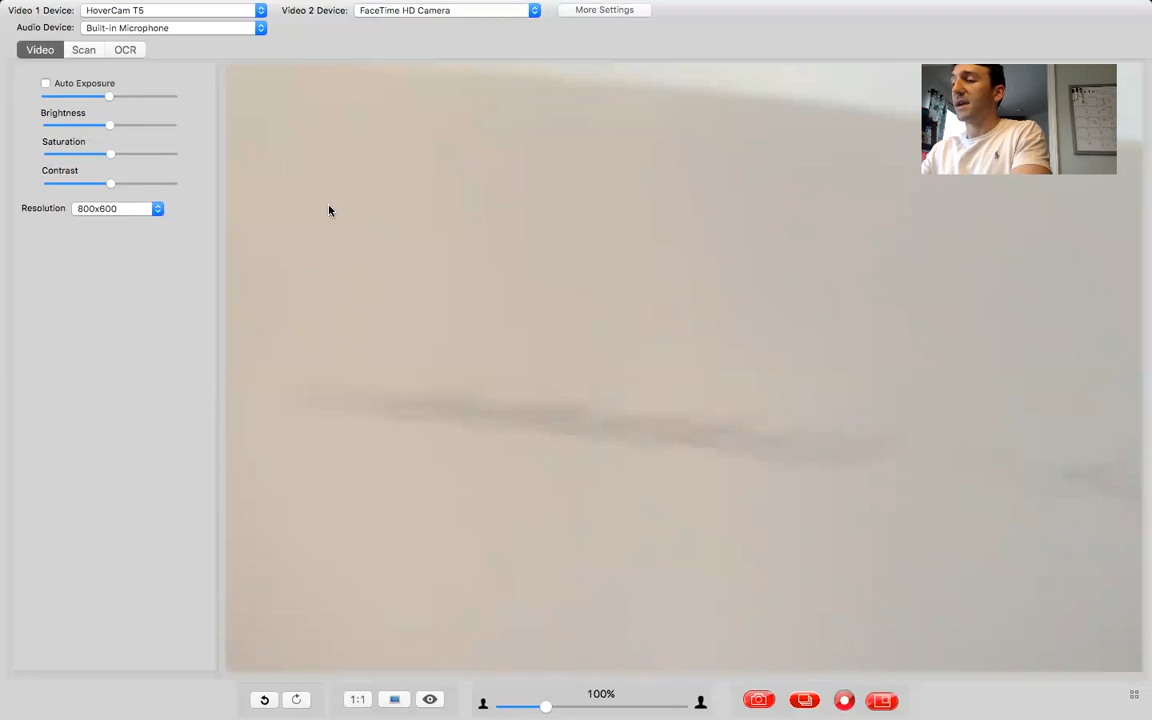 Video 1 Device: HoverCam T5 Video 2 Device: FaceTime HD Camera More Settings
Audio Device: Built-in Microphone
Video Scan OCR
Auto Exposure
Brightness
Saturation
Contrast
Resolution 800x600
1:1 100%